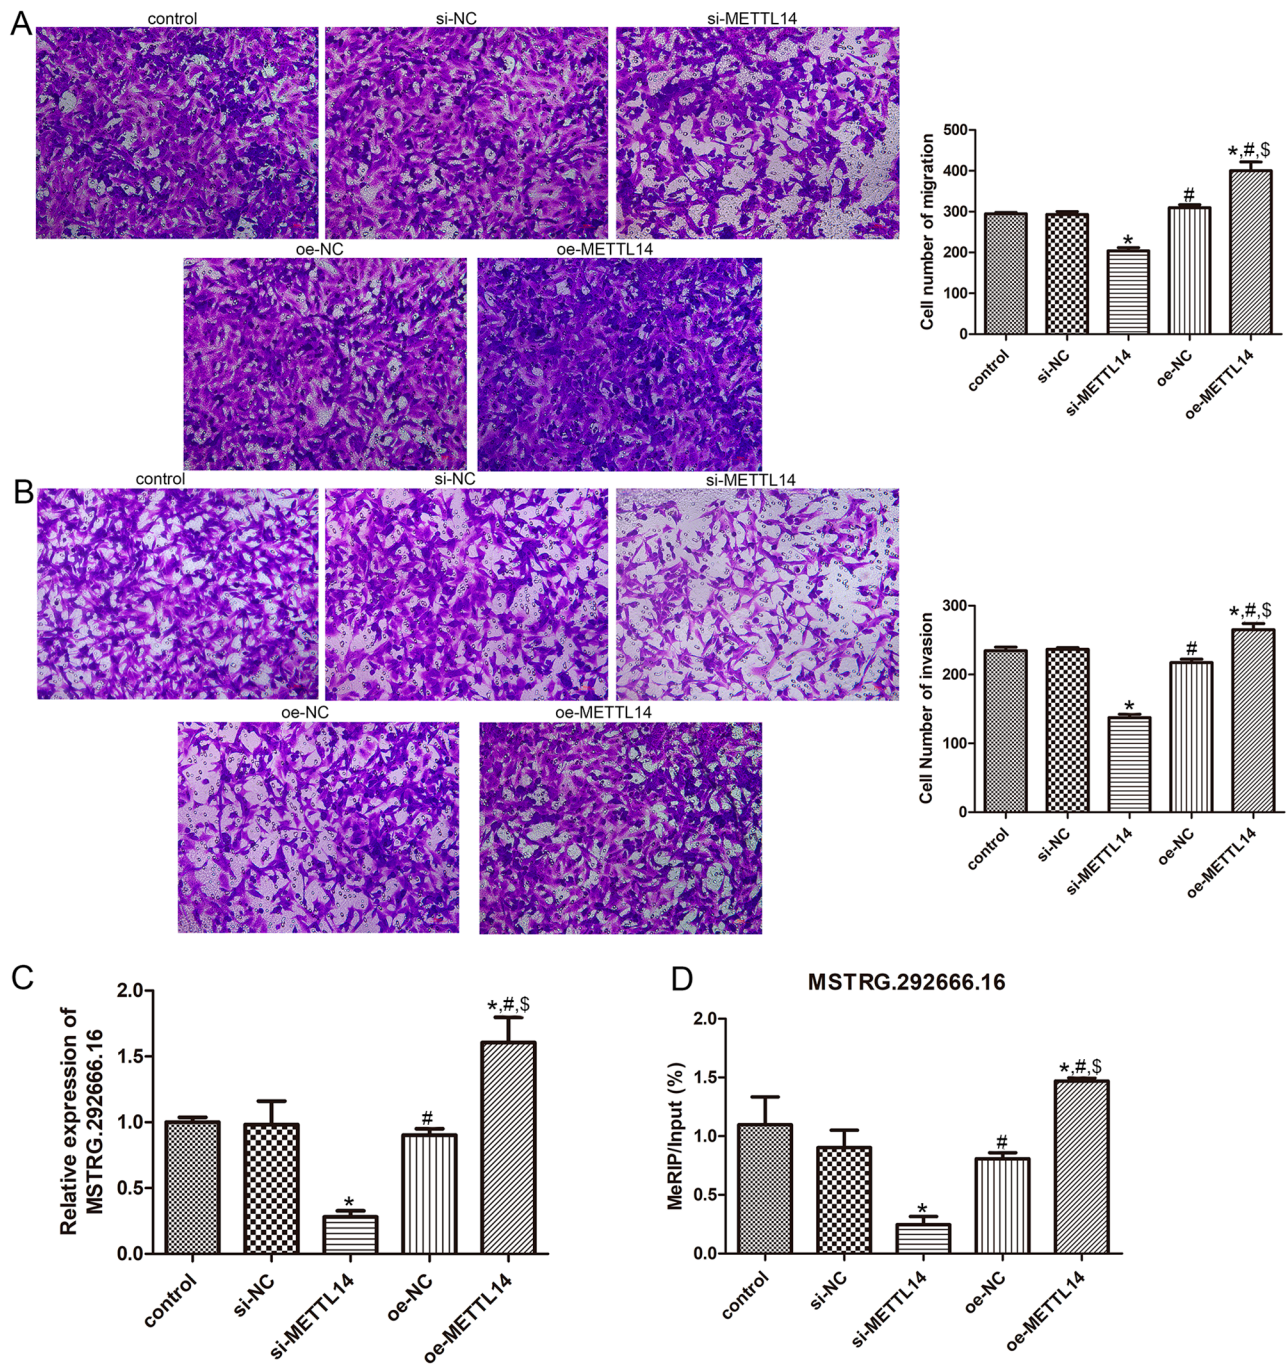 A
control
si-NC
si-METTL14
oe-NC
oe-METTL14
Cell number of migration
500
400
300
200
100
0
*
#
*,#,$
control
si-NC
si-METTL14
oe-NC
oe-METTL14
B
control
si-NC
si-METTL14
oe-NC
oe-METTL14
Cell Number of invasion
300
200
100
0
*
#
*,#,$
control
si-NC
si-METTL14
oe-NC
oe-METTL14
C
Relative expression of
MSTRG.292666.16
2.0
1.5
1.0
0.5
0.0
*
#
*,#,$
control
si-NC
si-METTL14
oe-NC
oe-METTL14
D
MSTRG.292666.16
MeRIP/Input (%)
2.0
1.5
1.0
0.5
0.0
*
#
*,#,$
control
si-NC
si-METTL14
oe-NC
oe-METTL14